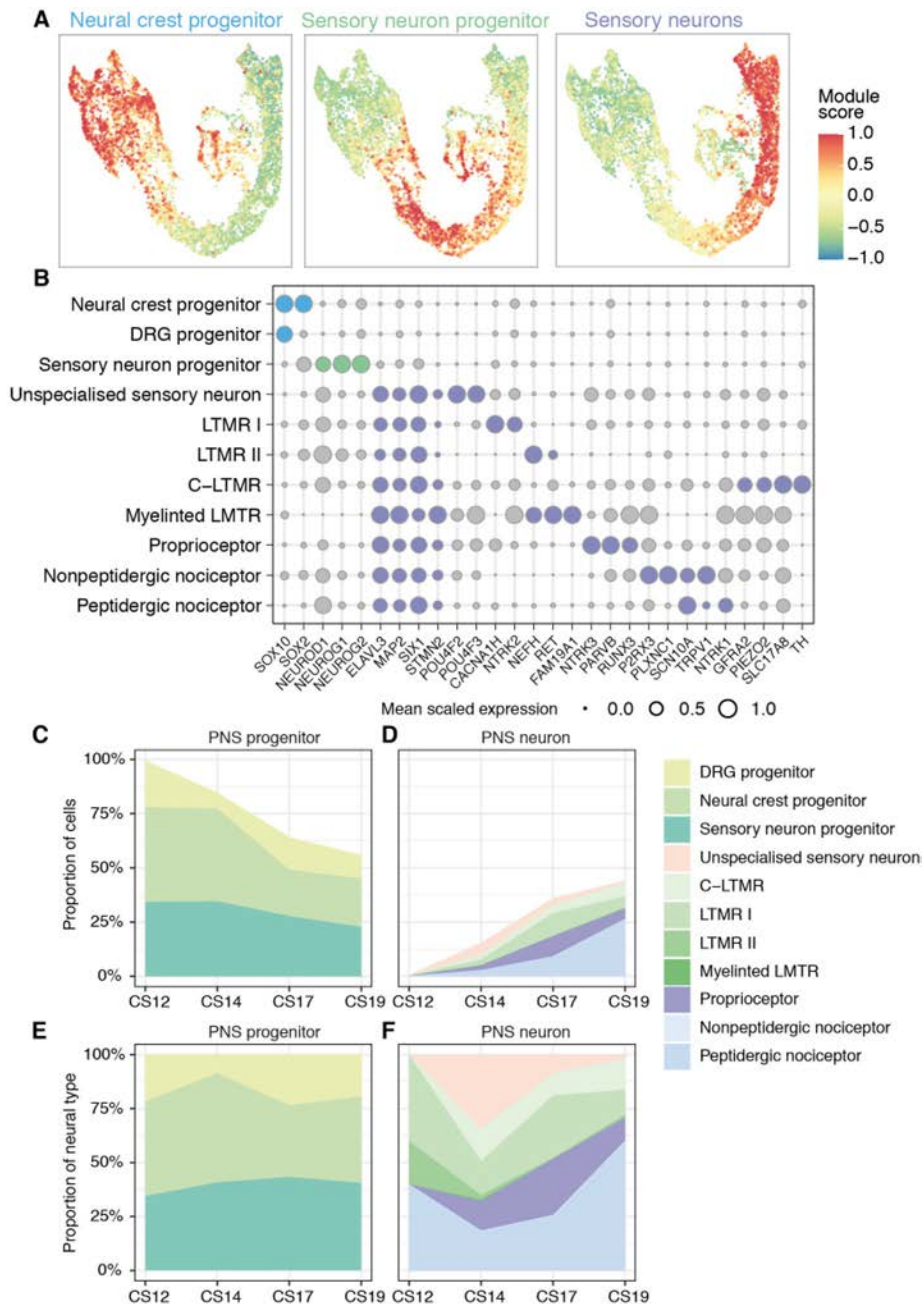 A
Neural crest progenitor
Sensory neuron progenitor
Sensory neurons
Module
score
1.0
0.5
0.0
−0.5
−1.0
B
Neural crest progenitor
DRG progenitor
Sensory neuron progenitor
Unspecialised sensory neuron
LTMR I
LTMR II
C−LTMR
Myelinted LMTR
Proprioceptor
Nonpeptidergic nociceptor
Peptidergic nociceptor
SOX10
SOX2
NEUROD1
NEUROG1
NEUROG2
ELAVL3
MAP2
SIX1
STMN2
POU4F2
POU4F3
CACNA1H
NTRK2
NEFH
RET
FAM19A1
NTRK3
PARVB
RUNX3
P2RX3
PLXNC1
SCN10A
TRPV1
NTRK1
GFRA2
PIEZO2
SLC17A8
TH
Mean scaled expression 0.0 0.5 1.0
C
PNS progenitor
Proportion of cells
100%
75%
50%
25%
0%
CS12 CS14 CS17 CS19
D
PNS neuron
CS12 CS14 CS17 CS19
DRG progenitor
Neural crest progenitor
Sensory neuron progenitor
Unspecialised sensory neuron
C−LTMR
LTMR I
LTMR II
Myelinted LMTR
Proprioceptor
Nonpeptidergic nociceptor
Peptidergic nociceptor
E
PNS progenitor
Proportion of neural type
100%
75%
50%
25%
0%
CS12 CS14 CS17 CS19
F
PNS neuron
CS12 CS14 CS17 CS19